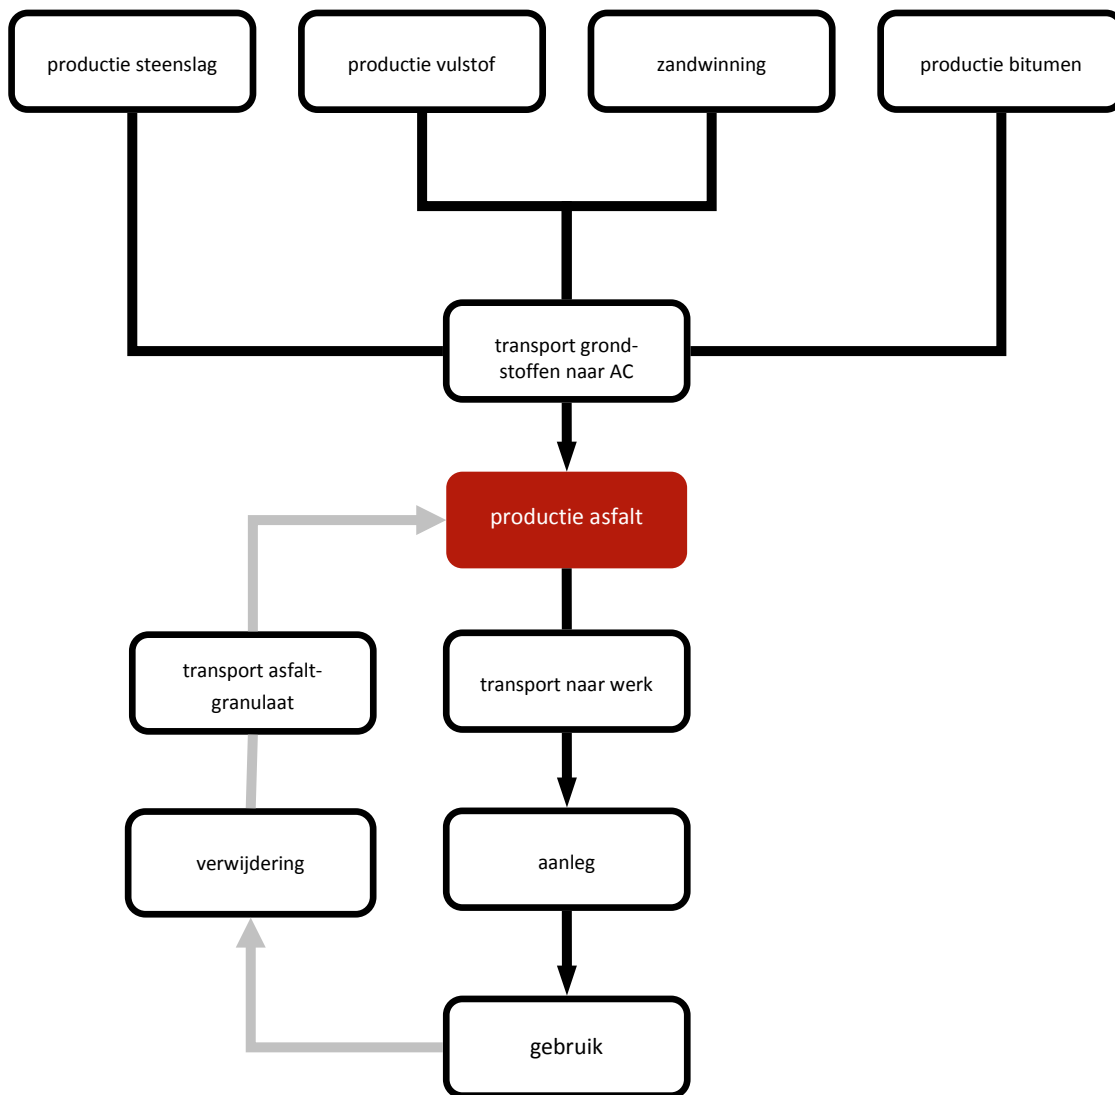 productie steenslag
productie vulstof
zandwinning
productie bitumen
transport grond-
stoffen naar AC
productie asfalt
transport asfalt-
granulaat
transport naar werk
verwijdering
aanleg
gebruik